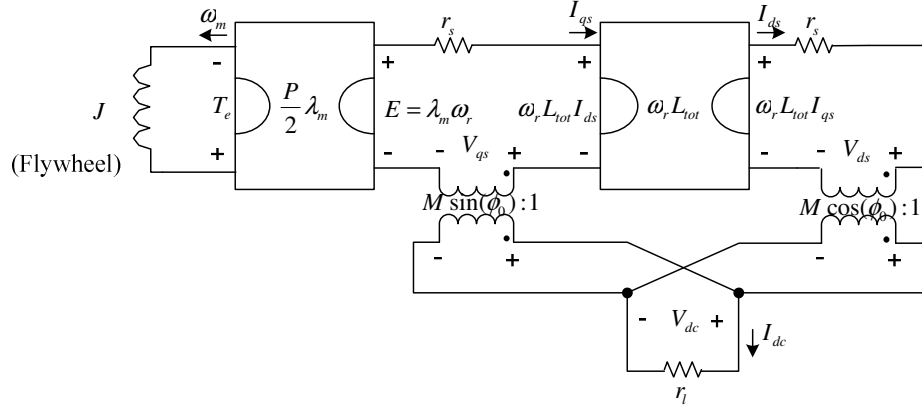 ω_m I_qs I_ds
r_s r_s
- + + +
J T_e P/2 λ_m E = λ_m ω_r ω_r L_tot I_ds ω_r L_tot ω_r L_tot I_qs
(Flywheel) + - - V_qs + - - - V_ds +
M sin(ϕ_0) : 1 M cos(ϕ_0) : 1
- + - +
- V_dc + I_dc
r_l